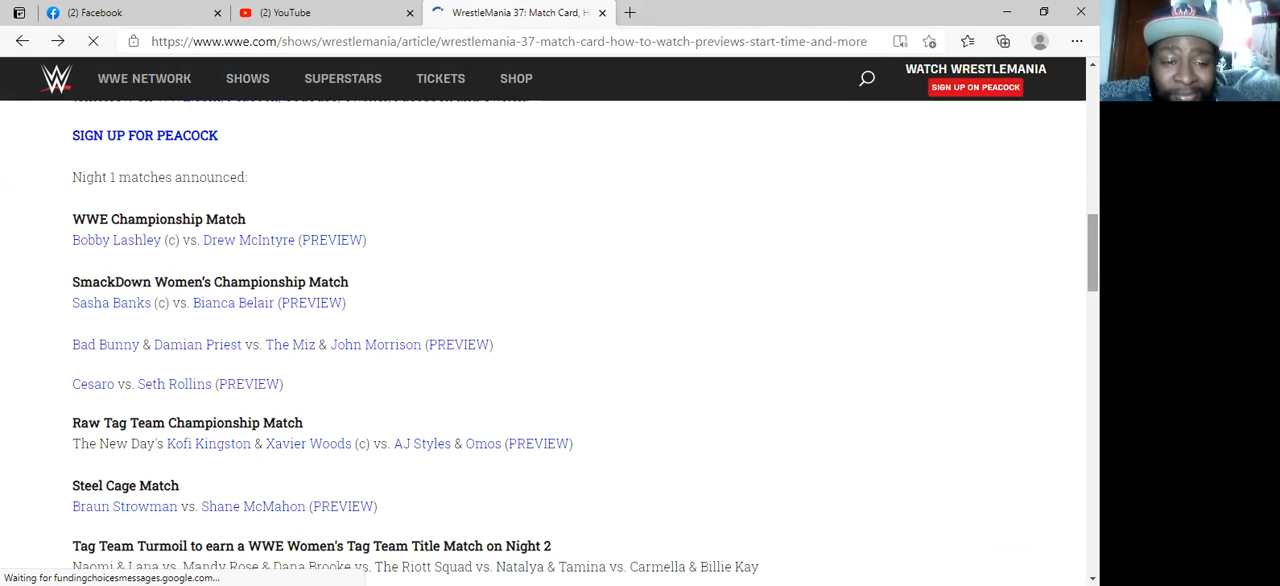 (2) Facebook
(2) YouTube
WrestleMania 37: Match Card, H
https://www.wwe.com/shows/wrestlemania/article/wrestlemania-37-match-card-how-to-watch-previews-start-time-and-more
WWE NETWORK SHOWS SUPERSTARS TICKETS SHOP
WATCH WRESTLEMANIA
SIGN UP ON PEACOCK
SIGN UP FOR PEACOCK
Night 1 matches announced:
WWE Championship Match
Bobby Lashley (c) vs. Drew McIntyre (PREVIEW)
SmackDown Women's Championship Match
Sasha Banks (c) vs. Bianca Belair (PREVIEW)
Bad Bunny & Damian Priest vs. The Miz & John Morrison (PREVIEW)
Cesaro vs. Seth Rollins (PREVIEW)
Raw Tag Team Championship Match
The New Day's Kofi Kingston & Xavier Woods (c) vs. AJ Styles & Omos (PREVIEW)
Steel Cage Match
Braun Strowman vs. Shane McMahon (PREVIEW)
Tag Team Turmoil to earn a WWE Women's Tag Team Title Match on Night 2
Naomi & Lana vs. Mandy Rose & Dana Brooke vs. The Riott Squad vs. Natalya & Tamina vs. Carmella & Billie Kay
Waiting for fundingchoicesmessages.google.com...